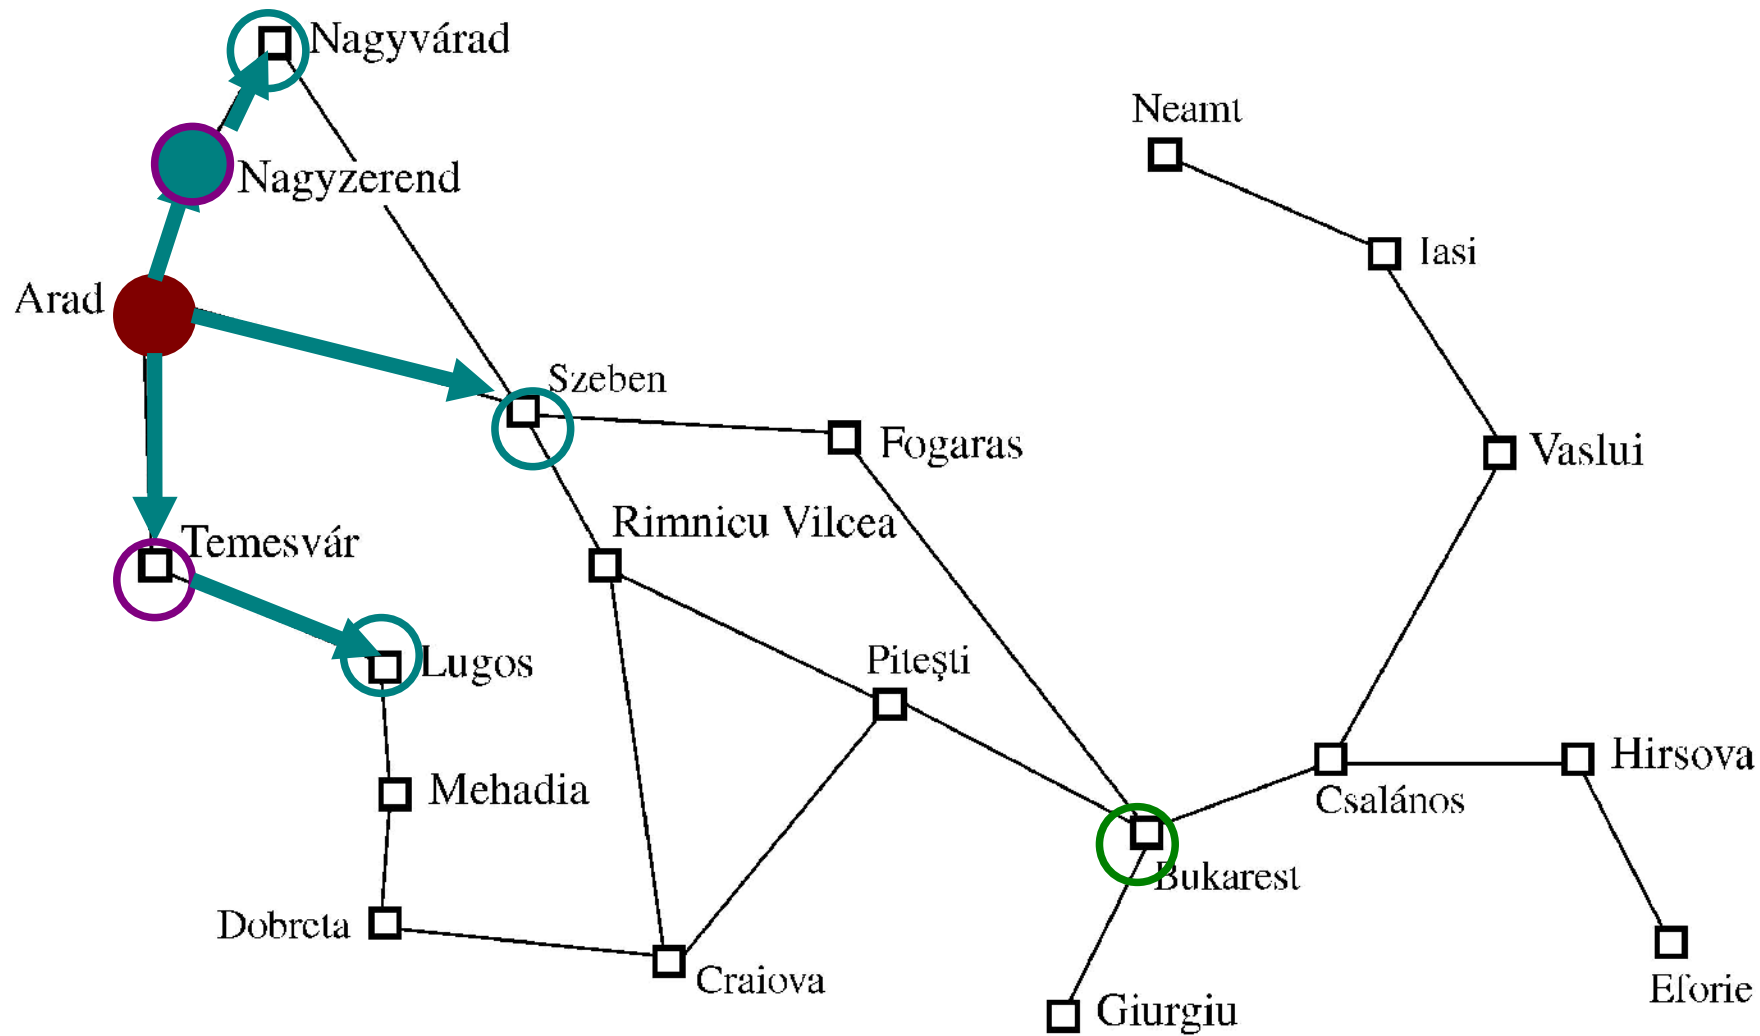 Nagyvárad
Neamt
Nagyzerend
Iasi
Arad
Szeben
Fogaras
Vaslui
Rimnicu Vilcea
Temesvár
Lugos
Piteşti
Hirsova
Mehadia
Csalános
Bukarest
Dobreta
Craiova
Eforie
Giurgiu